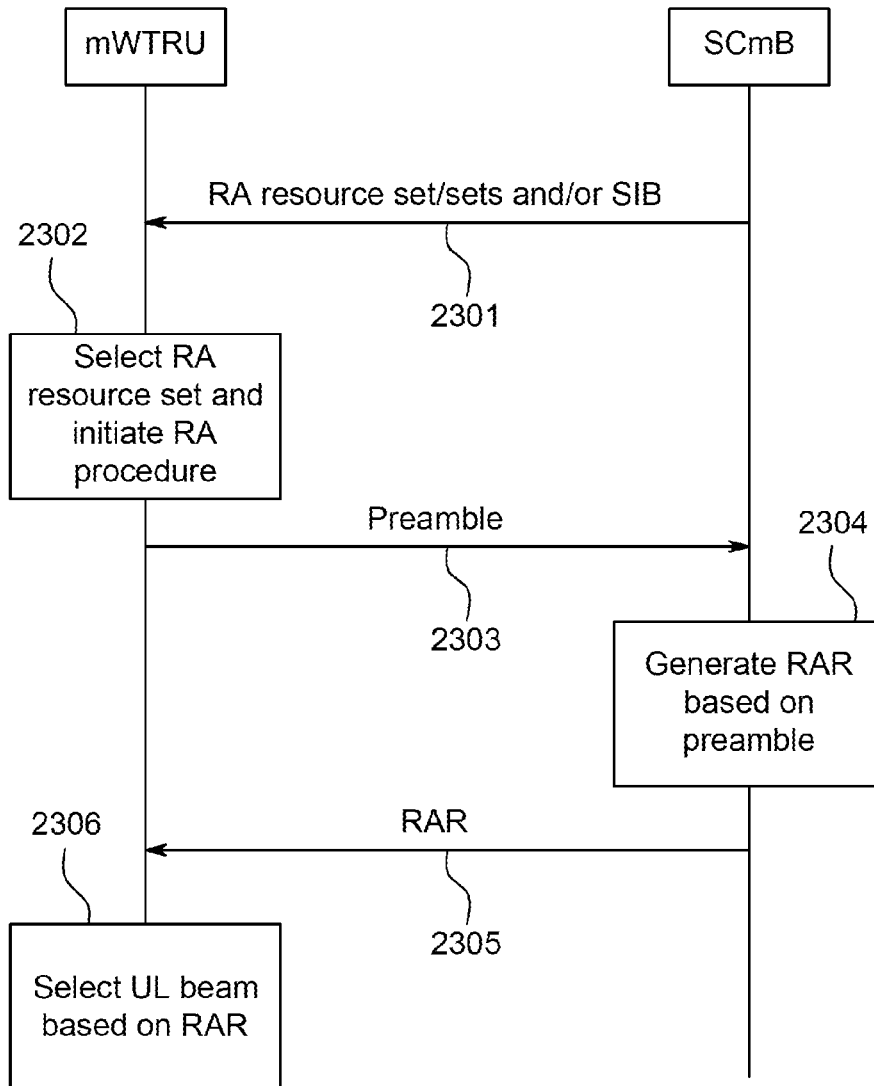 mWTRU
SCmB
RA resource set/sets and/or SIB
2302
2301
Select RA
resource set and
initiate RA
procedure
Preamble
2304
2303
Generate RAR
based on
preamble
2306
RAR
2305
Select UL beam
based on RAR